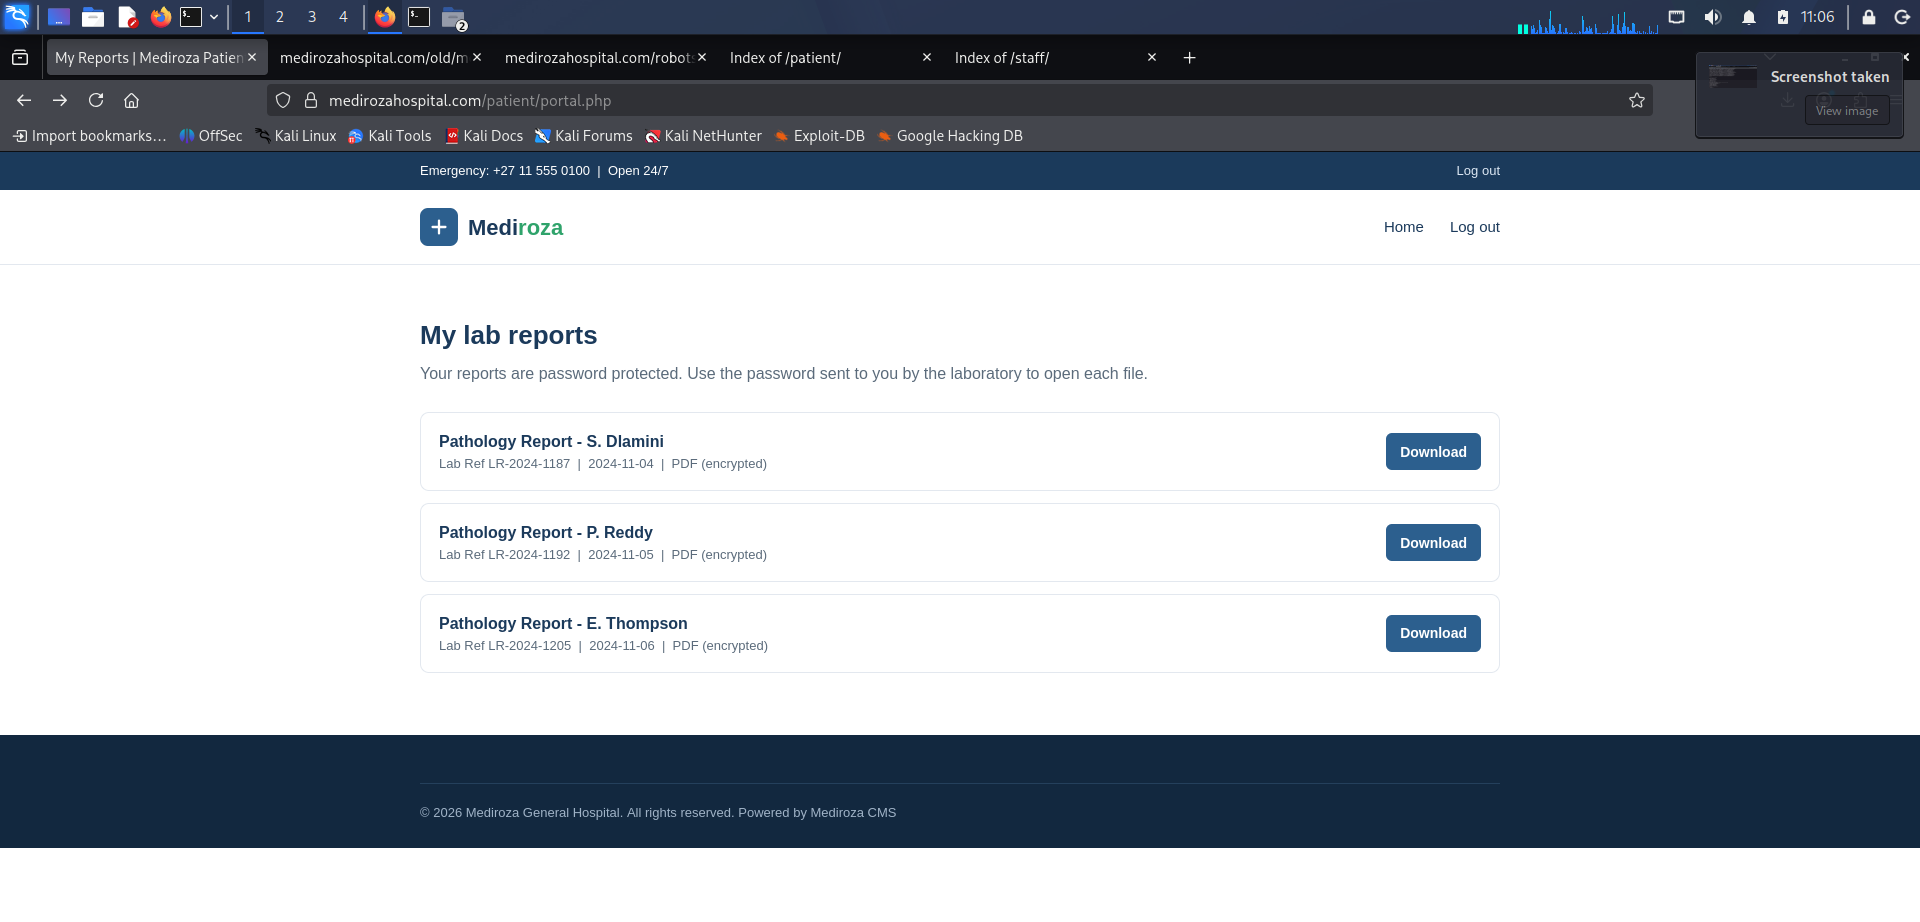 1 2 3 4 2 11:06
My Reports | Mediroza Patien
medirozahospital.com/old/m
medirozahospital.com/robot
Index of /patient/
Index of /staff/
Screenshot taken
View image
medirozahospital.com/patient/portal.php
Import bookmarks… OffSec Kali Linux Kali Tools Kali Docs Kali Forums Kali NetHunter Exploit-DB Google Hacking DB
Emergency: +27 11 555 0100 | Open 24/7 Log out
Mediroza Home Log out
My lab reports
Your reports are password protected. Use the password sent to you by the laboratory to open each file.
Pathology Report - S. Dlamini
Lab Ref LR-2024-1187 | 2024-11-04 | PDF (encrypted)
Download
Pathology Report - P. Reddy
Lab Ref LR-2024-1192 | 2024-11-05 | PDF (encrypted)
Download
Pathology Report - E. Thompson
Lab Ref LR-2024-1205 | 2024-11-06 | PDF (encrypted)
Download
© 2026 Mediroza General Hospital. All rights reserved. Powered by Mediroza CMS